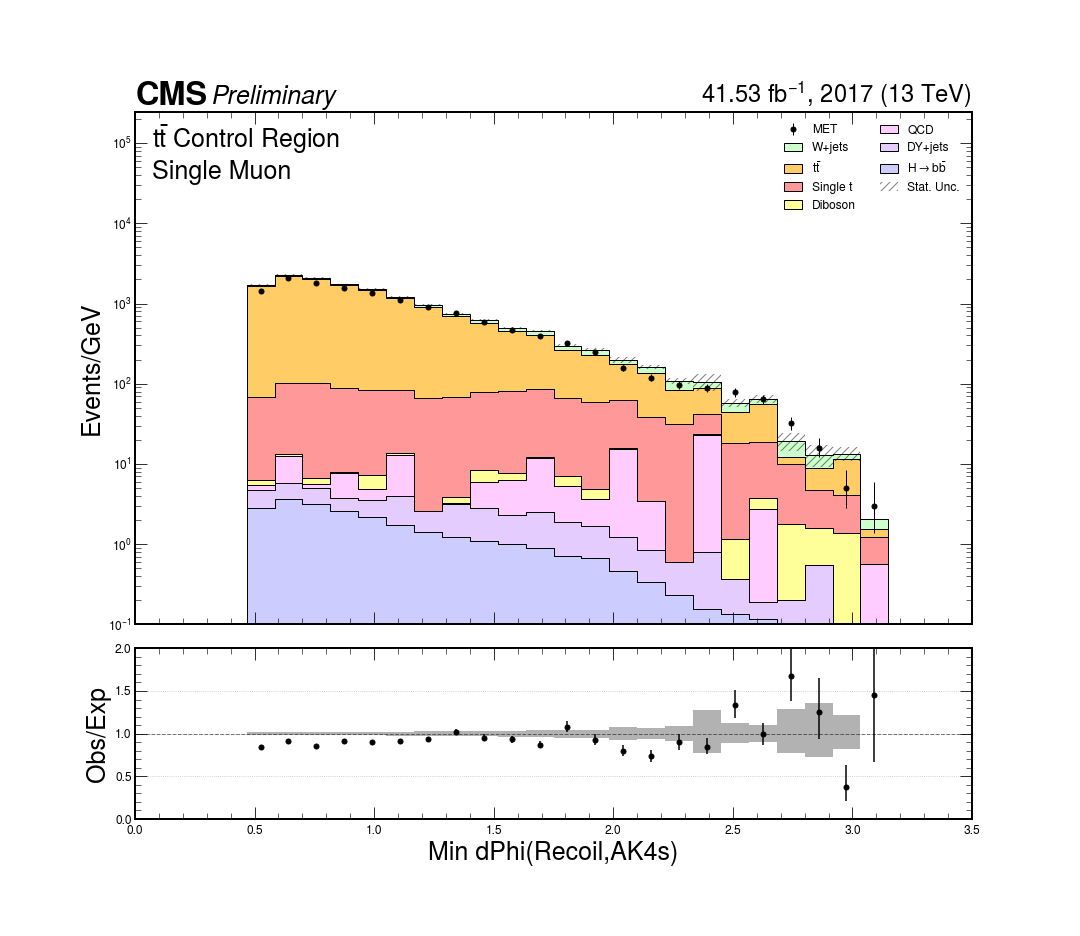 CMS Preliminary 41.53 fb⁻¹, 2017 (13 TeV)
tt̄ Control Region
Single Muon
MET
W+jets
tt̄
Single t
Diboson
QCD
DY+jets
H→bb̄
Stat. Unc.
Events/GeV
10⁵
10⁴
10³
10²
10¹
10⁰
10⁻¹
Obs/Exp
2.0
1.5
1.0
0.5
0.0
0.0 0.5 1.0 1.5 2.0 2.5 3.0 3.5
Min dPhi(Recoil,AK4s)